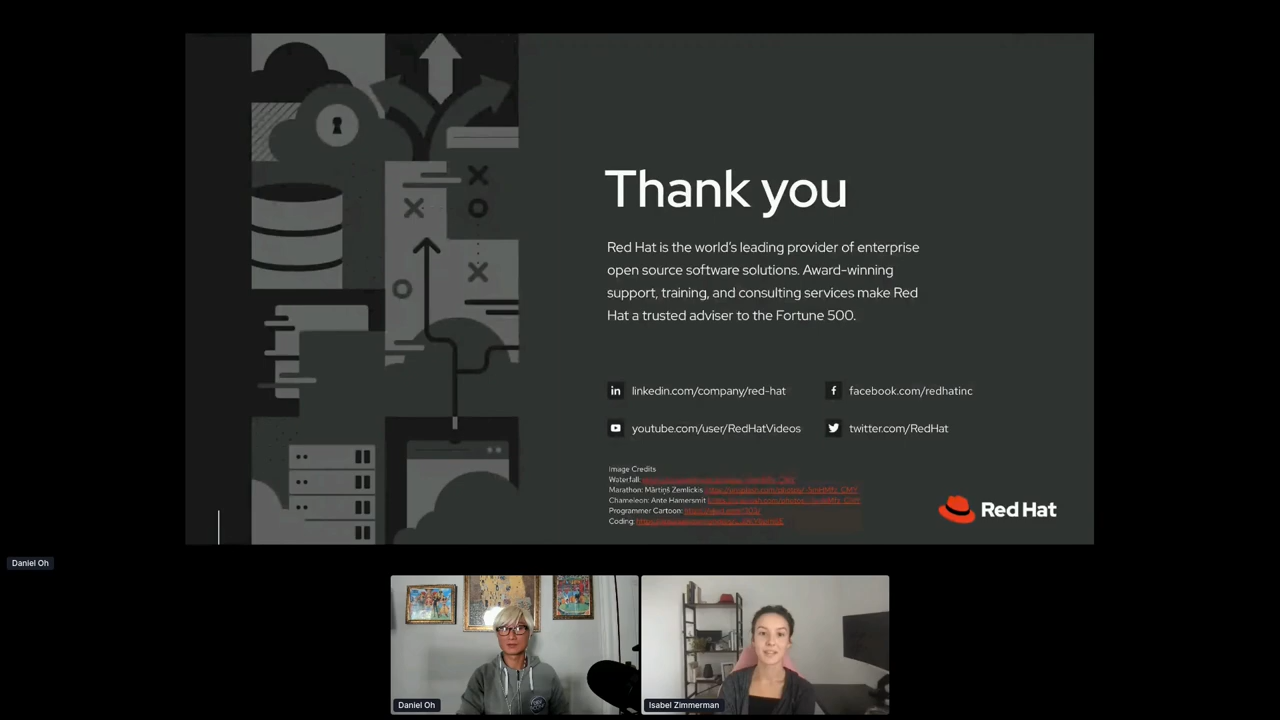 Thank you
Red Hat is the world's leading provider of enterprise
open source software solutions. Award-winning
support, training, and consulting services make Red
Hat a trusted adviser to the Fortune 500.
linkedin.com/company/red-hat
facebook.com/redhatinc
youtube.com/user/RedHatVideos
twitter.com/RedHat
Image Credits
Waterfall:
Marathon: Mārtiņš Zemlickis
Chameleon: Ante Hamersmit
Programmer Cartoon:
Coding:
Red Hat
Daniel Oh
Daniel Oh
Isabel Zimmerman